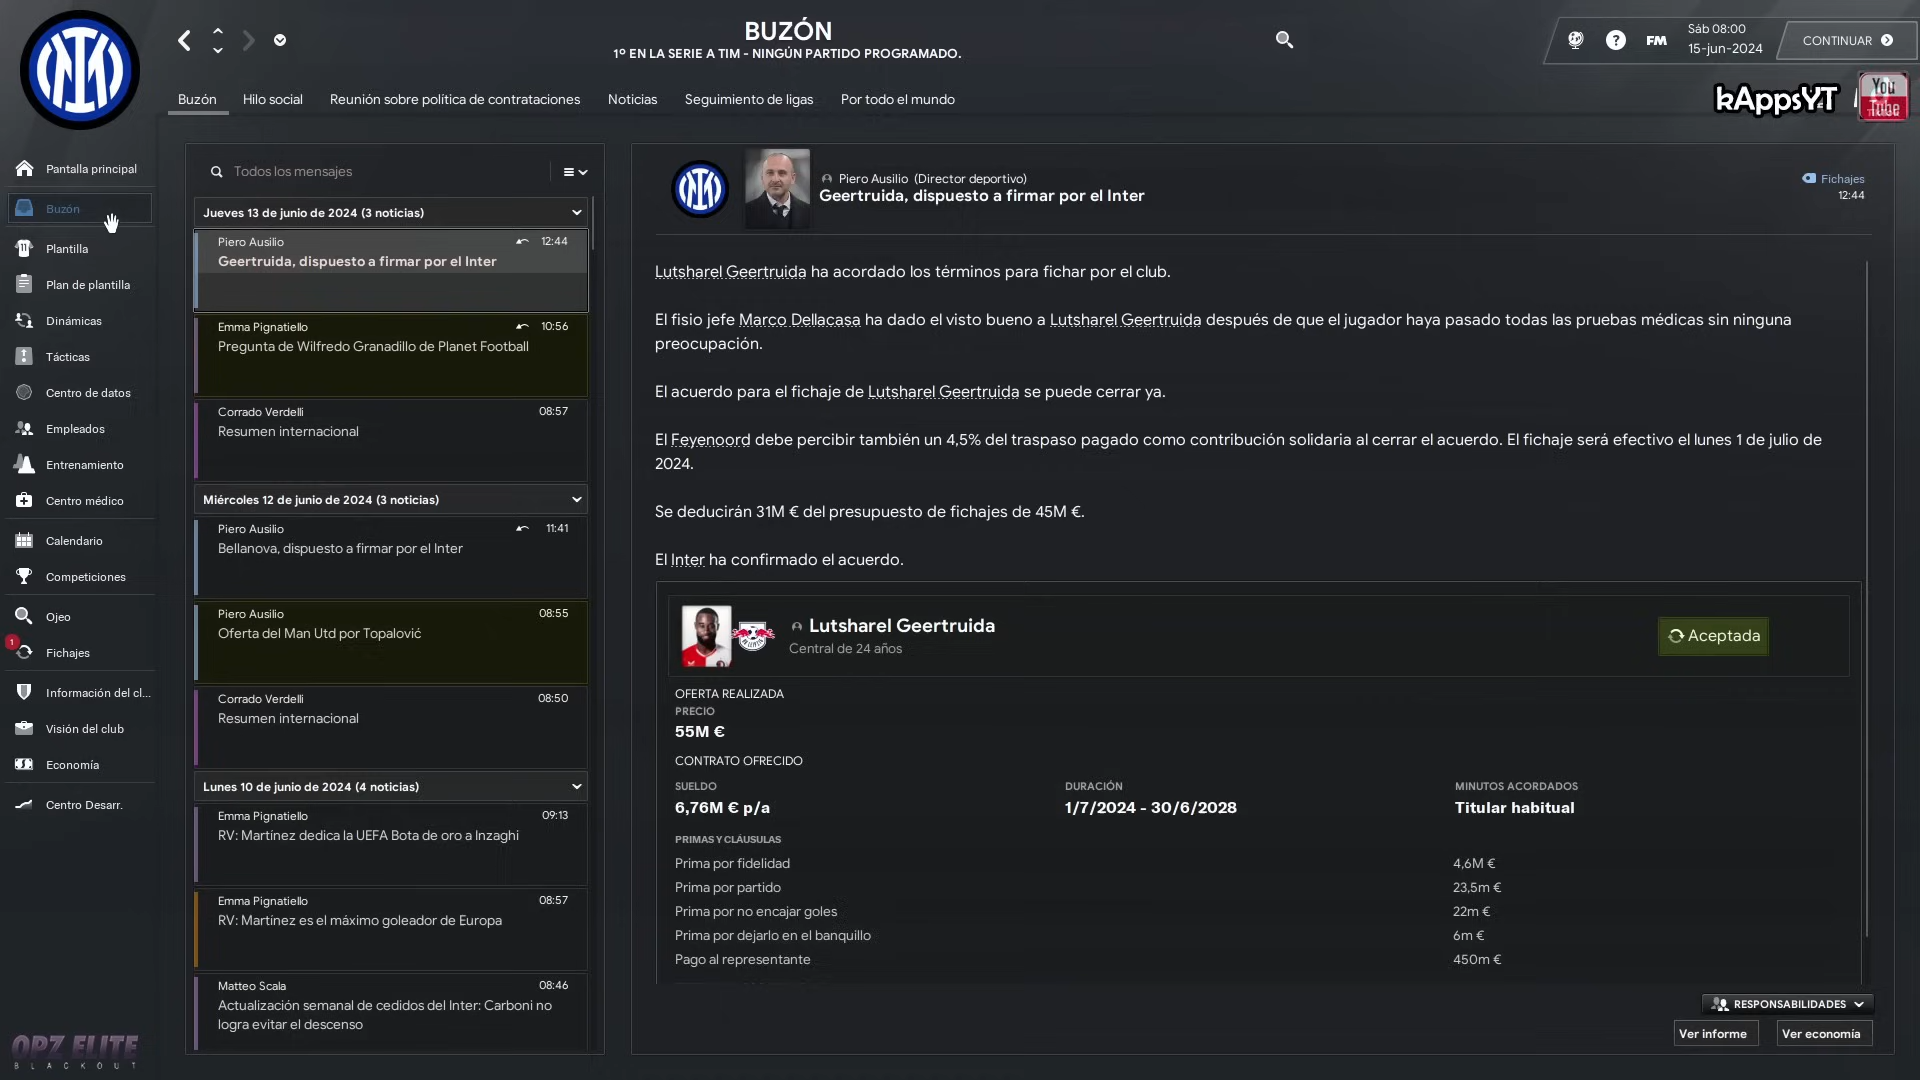 BUZÓN
1º EN LA SERIE A TIM - NINGÚN PARTIDO PROGRAMADO.
FM
Sáb 08:00
15-jun-2024
CONTINUAR
Buzón
Hilo social
Reunión sobre política de contrataciones
Noticias
Seguimiento de ligas
Por todo el mundo
kAppsYT
You
Tube
Pantalla principal
Buzón
Plantilla
Plan de plantilla
Dinámicas
Tácticas
Centro de datos
Empleados
Entrenamiento
Centro médico
Calendario
Competiciones
Ojeo
1
Fichajes
Información del cl...
Visión del club
Economía
Centro Desarr.
OPZ ELITE
BLACKOUT
Todos los mensajes
Jueves 13 de junio de 2024 (3 noticias)
Piero Ausilio 12:44
Geertruida, dispuesto a firmar por el Inter
Emma Pignatiello 10:56
Pregunta de Wilfredo Granadillo de Planet Football
Corrado Verdelli 08:57
Resumen internacional
Miércoles 12 de junio de 2024 (3 noticias)
Piero Ausilio 11:41
Bellanova, dispuesto a firmar por el Inter
Piero Ausilio 08:55
Oferta del Man Utd por Topalović
Corrado Verdelli 08:50
Resumen internacional
Lunes 10 de junio de 2024 (4 noticias)
Emma Pignatiello 09:13
RV: Martínez dedica la UEFA Bota de oro a Inzaghi
Emma Pignatiello 08:57
RV: Martínez es el máximo goleador de Europa
Matteo Scala 08:46
Actualización semanal de cedidos del Inter: Carboni no
logra evitar el descenso
Piero Ausilio (Director deportivo)
Geertruida, dispuesto a firmar por el Inter
Fichajes
12:44
Lutsharel Geertruida ha acordado los términos para fichar por el club.
El fisio jefe Marco Dellacasa ha dado el visto bueno a Lutsharel Geertruida después de que el jugador haya pasado todas las pruebas médicas sin ninguna
preocupación.
El acuerdo para el fichaje de Lutsharel Geertruida se puede cerrar ya.
El Feyenoord debe percibir también un 4,5% del traspaso pagado como contribución solidaria al cerrar el acuerdo. El fichaje será efectivo el lunes 1 de julio de
2024.
Se deducirán 31M € del presupuesto de fichajes de 45M €.
El Inter ha confirmado el acuerdo.
Lutsharel Geertruida
Central de 24 años
Aceptada
OFERTA REALIZADA
PRECIO
55M €
CONTRATO OFRECIDO
SUELDO DURACIÓN MINUTOS ACORDADOS
6,76M € p/a 1/7/2024 - 30/6/2028 Titular habitual
PRIMAS Y CLÁUSULAS
Prima por fidelidad 4,6M €
Prima por partido 23,5m €
Prima por no encajar goles 22m €
Prima por dejarlo en el banquillo 6m €
Pago al representante 450m €
RESPONSABILIDADES
Ver informe
Ver economía